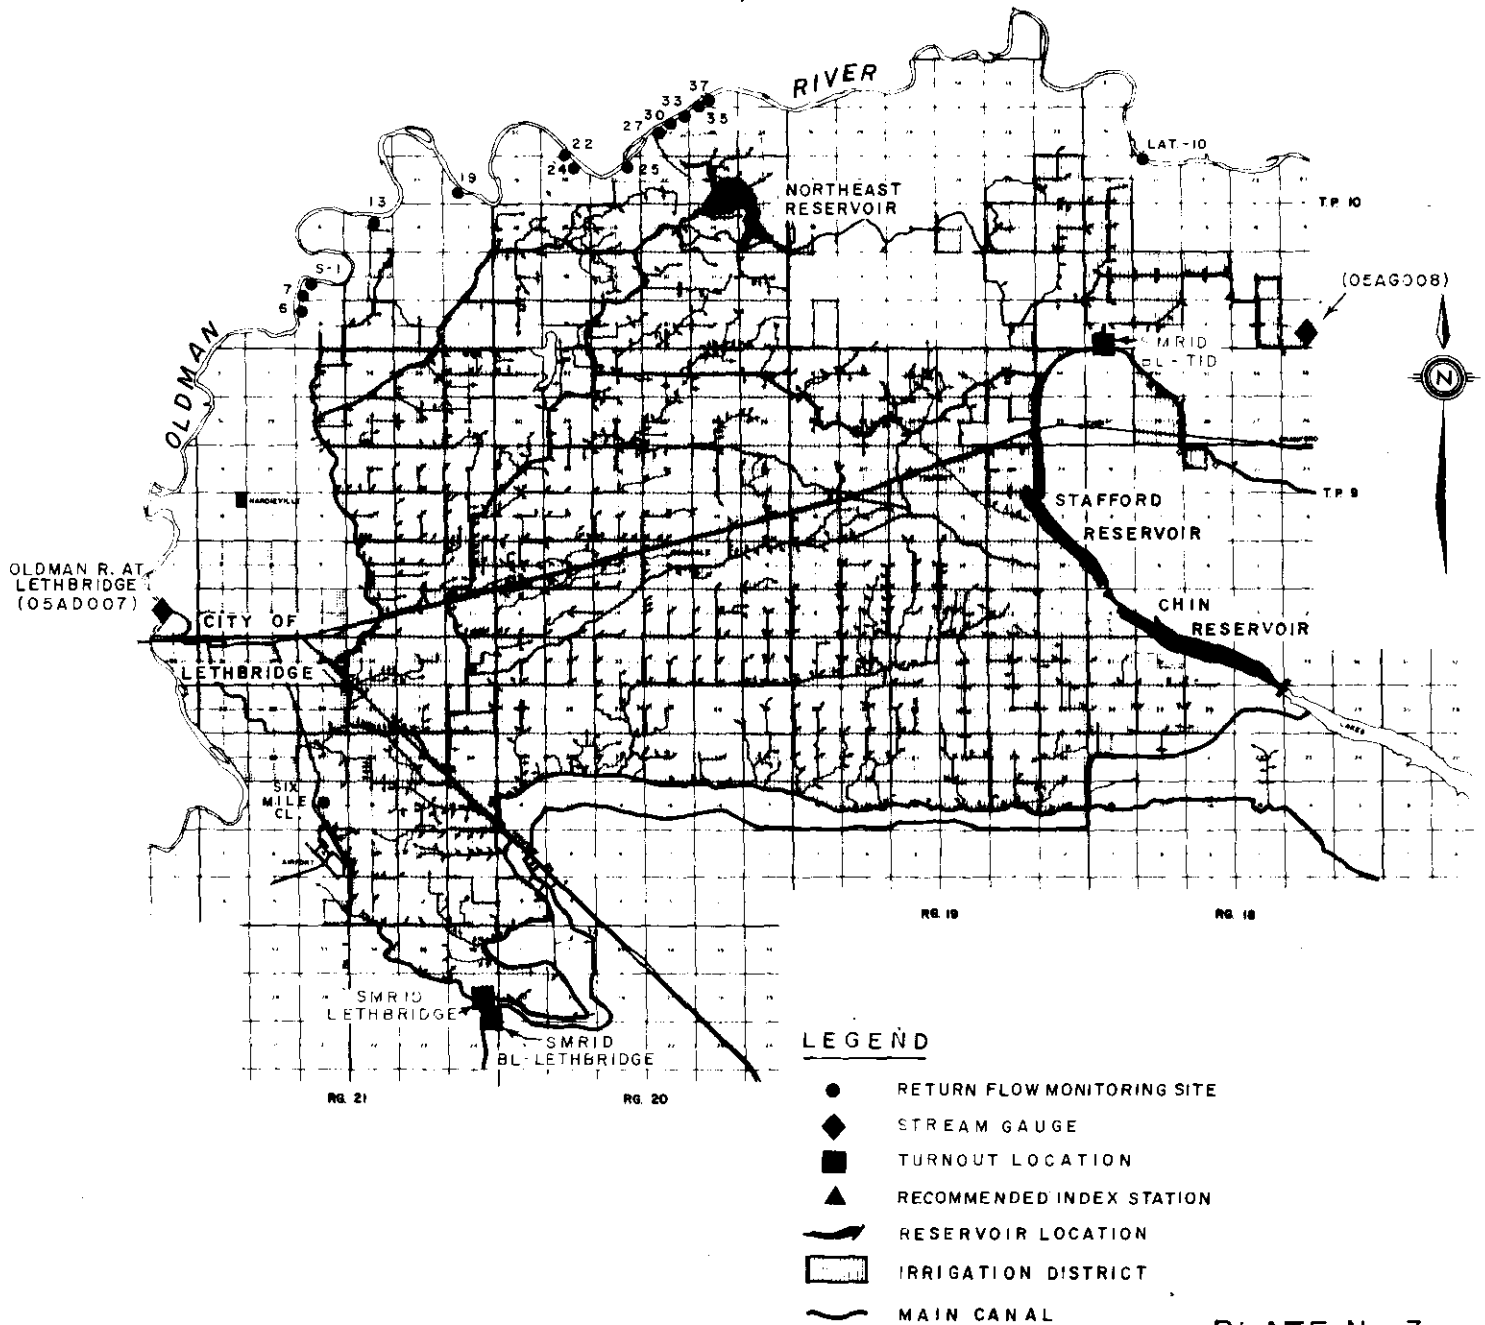 RIVER
37
33
30
35
27
22
24
25
LAT.-10
19
13
NORTHEAST
RESERVOIR
T.P. 10
S-1
7
6
(05AG008)
OLDMAN
SMRID
BL-TID
N
HARDIEVILLE
STAFFORD
RESERVOIR
T.P. 9
OLDMAN R. AT
LETHBRIDGE
(05AD007)
CITY OF
LETHBRIDGE
CHIN
RESERVOIR
SIX
MILE
CL.
AIRPORT
RG. 19
RG. 18
SMRID
LETHBRIDGE
SMRID
BL-LETHBRIDGE
RG. 21
RG. 20
LEGEND
RETURN FLOW MONITORING SITE
STREAM GAUGE
TURNOUT LOCATION
RECOMMENDED INDEX STATION
RESERVOIR LOCATION
IRRIGATION DISTRICT
MAIN CANAL